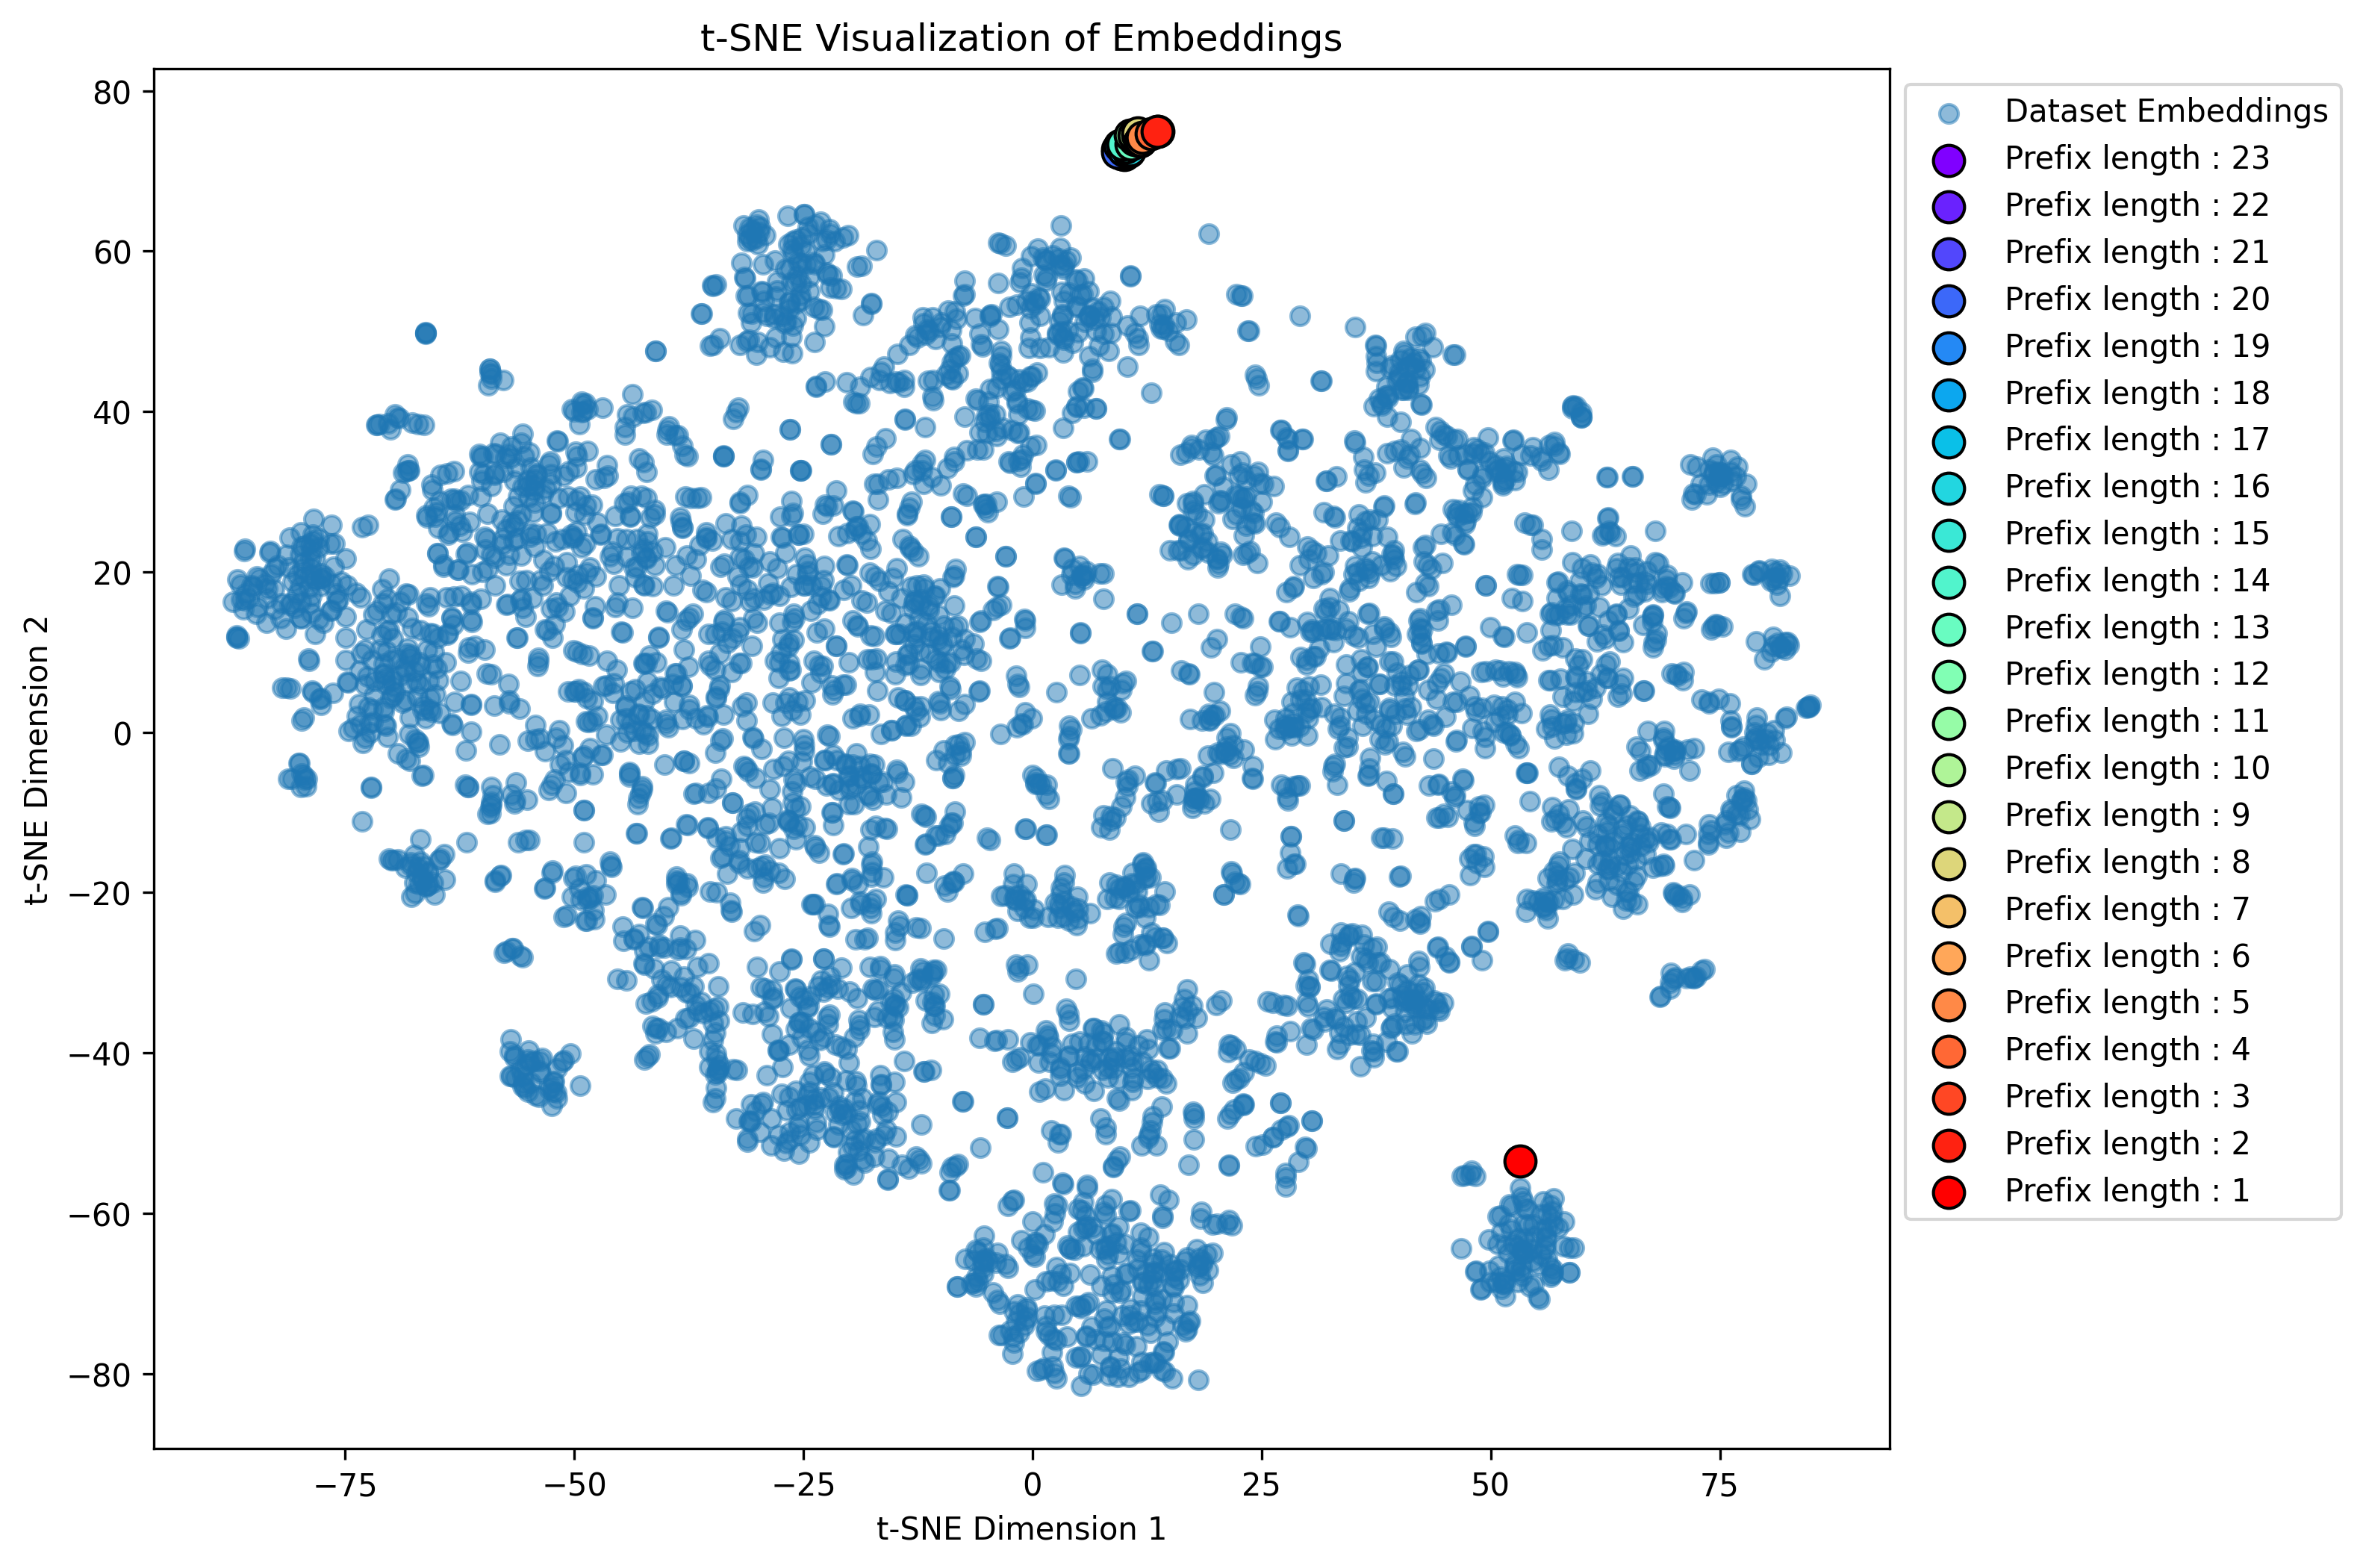 t-SNE Visualization of Embeddings
t-SNE Dimension 2
80
60
40
20
0
−20
−40
−60
−80
−75
−50
−25
0
25
50
75
t-SNE Dimension 1
Dataset Embeddings
Prefix length : 23
Prefix length : 22
Prefix length : 21
Prefix length : 20
Prefix length : 19
Prefix length : 18
Prefix length : 17
Prefix length : 16
Prefix length : 15
Prefix length : 14
Prefix length : 13
Prefix length : 12
Prefix length : 11
Prefix length : 10
Prefix length : 9
Prefix length : 8
Prefix length : 7
Prefix length : 6
Prefix length : 5
Prefix length : 4
Prefix length : 3
Prefix length : 2
Prefix length : 1